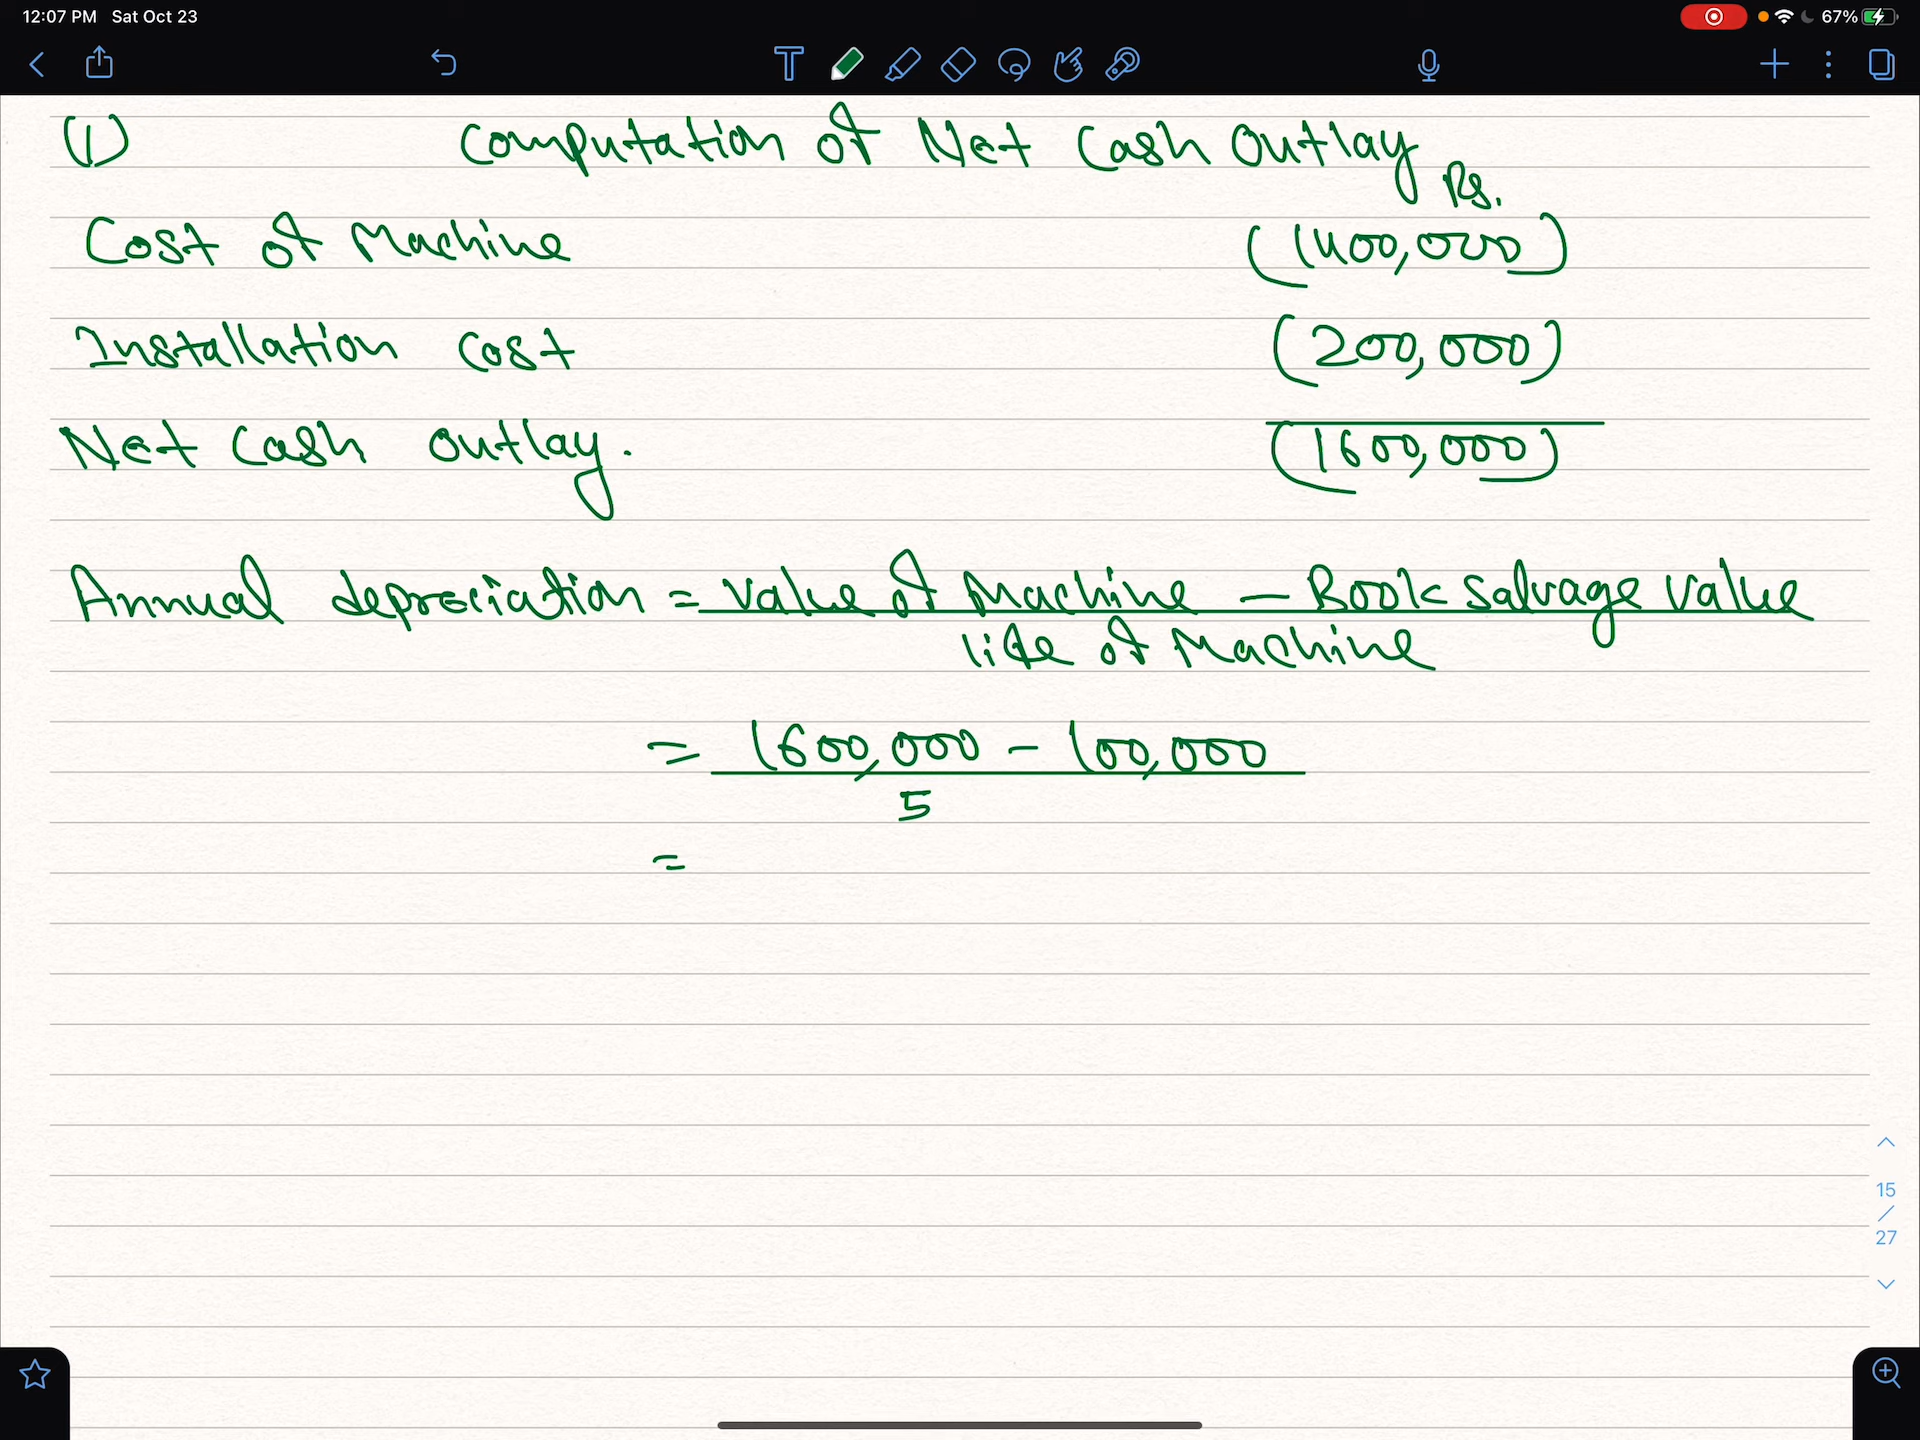 12:07 PM Sat Oct 23 67%
T
(1) Computation of Net Cash Outlay
Rs.
Cost of Machine (1400,000)
Installation Cost (200,000)
Net Cash Outlay. (1600,000)
Annual depreciation = Value of Machine - Book Salvage Value
life of Machine
= 1600,000 - 100,000
5
=
15
/
27